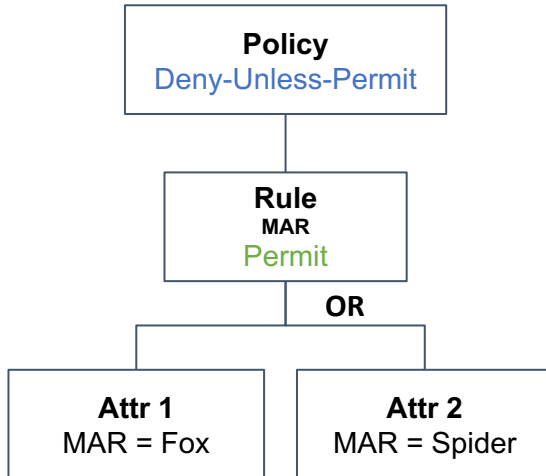 Policy
Deny-Unless-Permit
Rule
MAR
Permit
OR
Attr 1
MAR = Fox
Attr 2
MAR = Spider